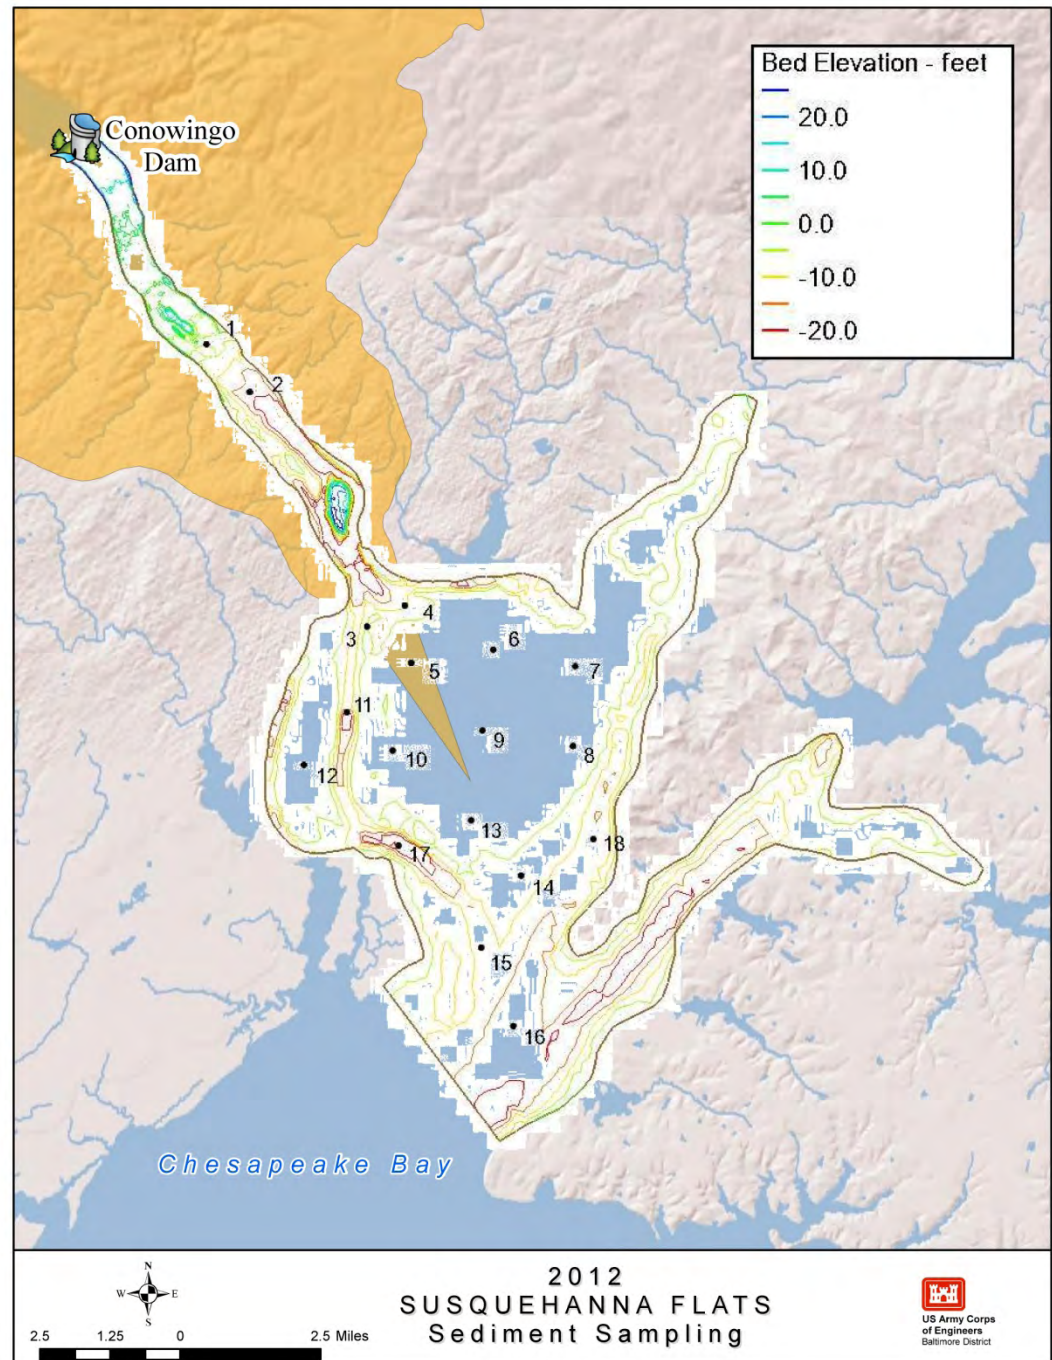 Bed Elevation - feet
20.0
10.0
0.0
-10.0
-20.0
Conowingo
Dam
1
2
3
4
5
6
7
8
9
10
11
12
13
14
15
16
17
18
Chesapeake Bay
N
W E
S
2.5 1.25 0 2.5 Miles
2012
SUSQUEHANNA FLATS
Sediment Sampling
US Army Corps
of Engineers
Baltimore District